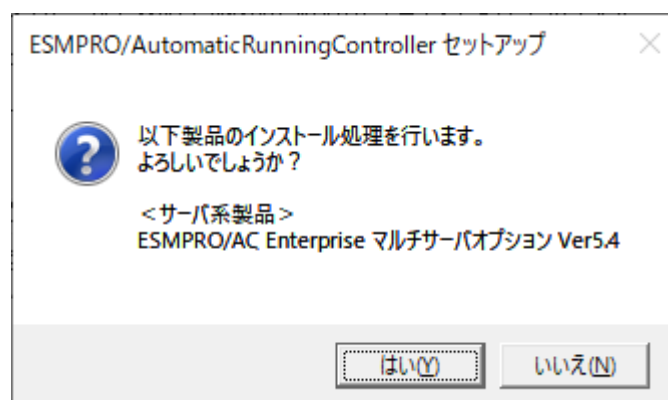 ESMPRO/AutomaticRunningController セットアップ
以下製品のインストール処理を行います。
よろしいでしょうか？
＜サーバ系製品＞
ESMPRO/AC Enterprise マルチサーバオプション Ver5.4
はい(Y)
いいえ(N)